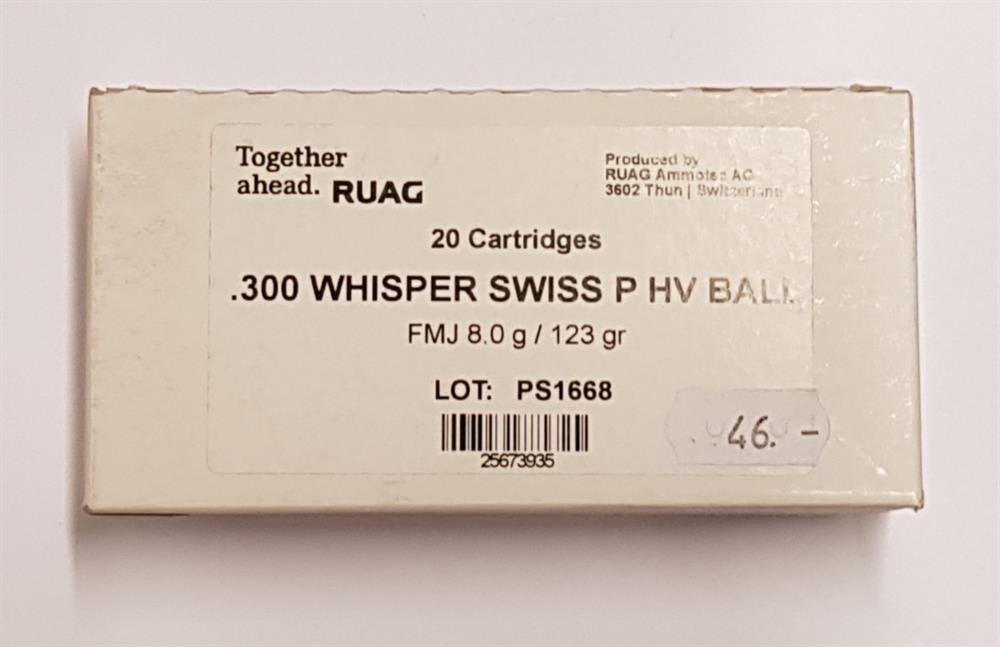 Together
ahead. RUAG
Produced by
RUAG Ammotec AG
3602 Thun | Switzerland
20 Cartridges
.300 WHISPER SWISS P HV BALL
FMJ 8.0 g / 123 gr
LOT: PS1668
25673935
46.-